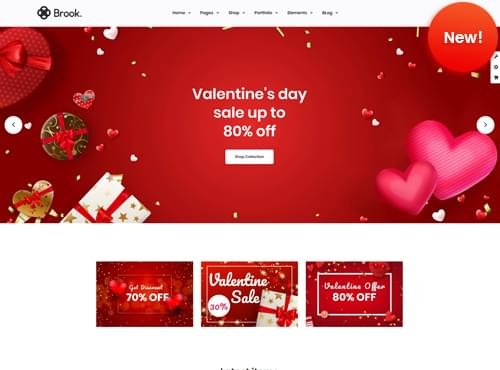 Brook.
Home Pages Shop Portfolio Elements BLog
New!
Valentine's day
sale up to
80% off
Shop Collection
Get Discount
70% OFF
Valentine
Sale
30%
Valentine Offer
80% OFF